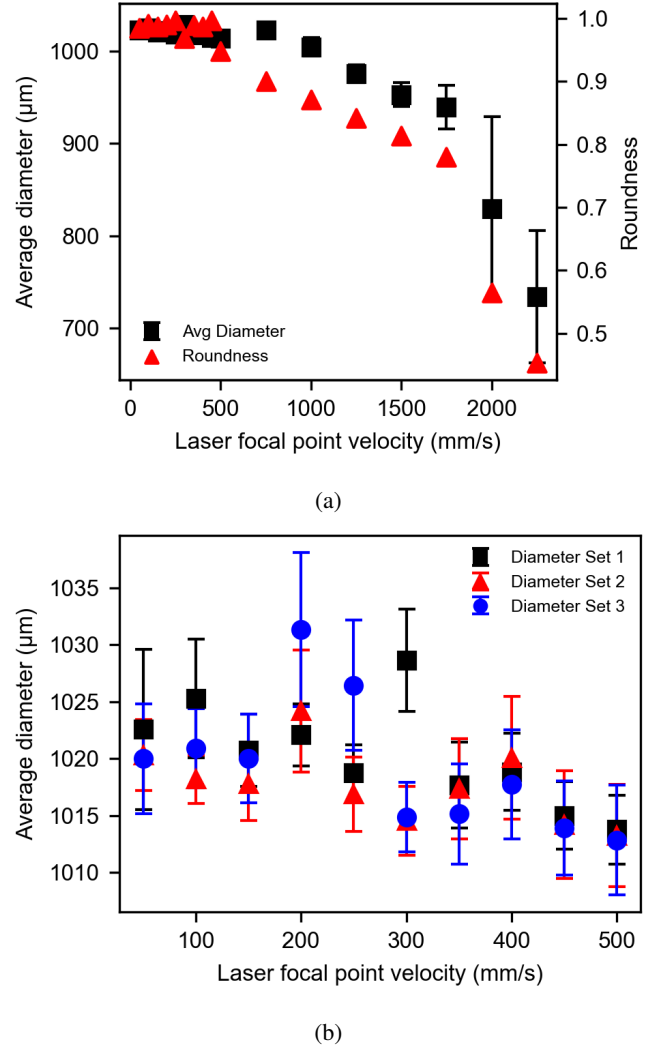 1000
900
800
700
Average diameter (μm)
1.0
0.9
0.8
0.7
0.6
0.5
Roundness
Avg Diameter
Roundness
0 500 1000 1500 2000
Laser focal point velocity (mm/s)
(a)
1035
1030
1025
1020
1015
1010
Average diameter (μm)
Diameter Set 1
Diameter Set 2
Diameter Set 3
100 200 300 400 500
Laser focal point velocity (mm/s)
(b)